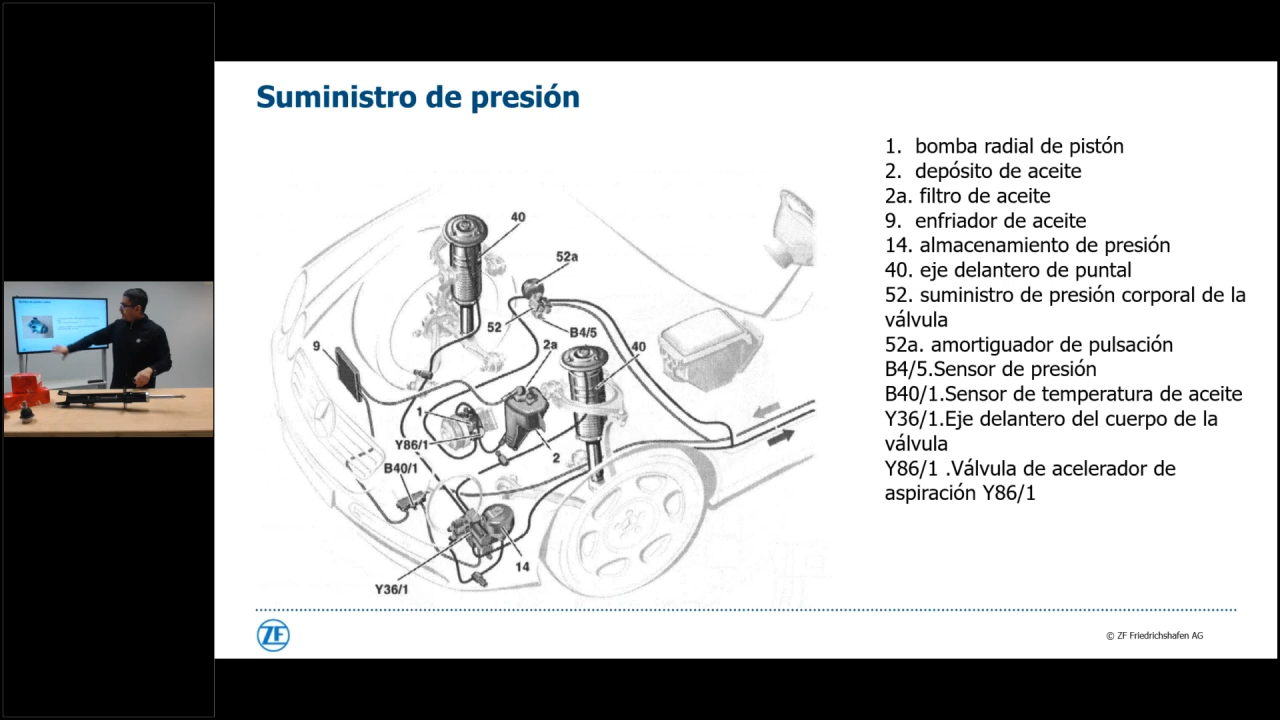 Suministro de presión
1. bomba radial de pistón
2. depósito de aceite
2a. filtro de aceite
9. enfriador de aceite
14. almacenamiento de presión
40. eje delantero de puntal
52. suministro de presión corporal de la
válvula
52a. amortiguador de pulsación
B4/5.Sensor de presión
B40/1.Sensor de temperatura de aceite
Y36/1.Eje delantero del cuerpo de la
válvula
Y86/1 .Válvula de acelerador de
aspiración Y86/1
40
52a
52
B4/5
9
2a
40
1
Y86/1
2
B40/1
14
Y36/1
ZF
© ZF Friedrichshafen AG